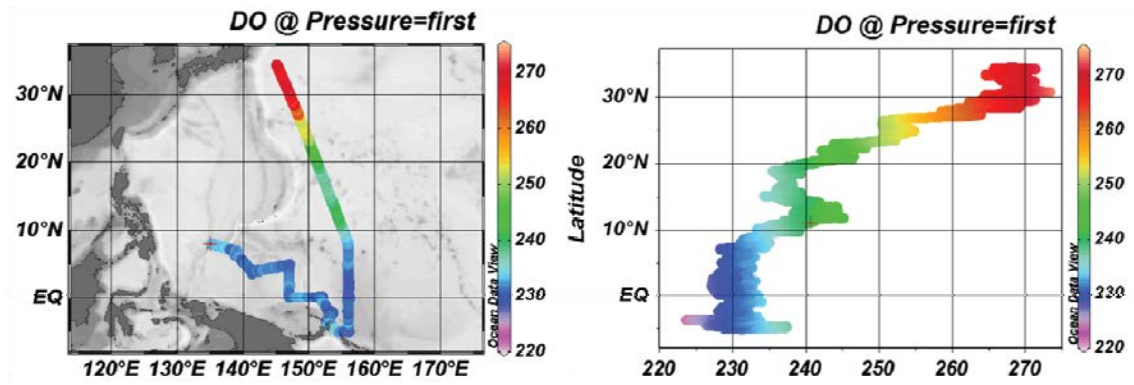 DO @ Pressure=first
30°N
20°N
10°N
EQ
120°E 130°E 140°E 150°E 160°E 170°E
270
260
250
240
230
220
Ocean Data View
DO @ Pressure=first
Latitude
30°N
20°N
10°N
EQ
220 230 240 250 260 270
270
260
250
240
230
220
Ocean Data View